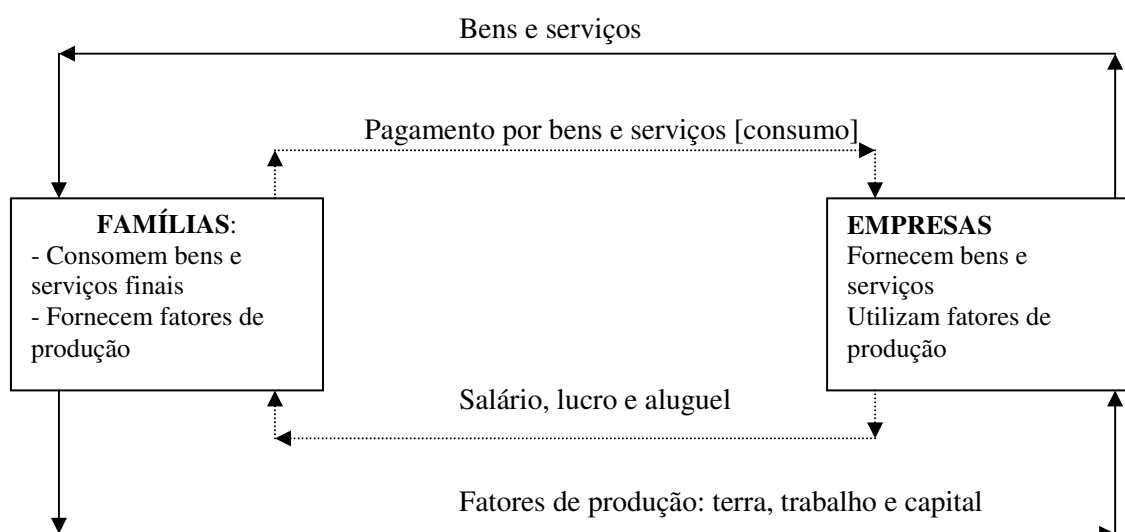 Bens e serviços
Pagamento por bens e serviços [consumo]
FAMÍLIAS:
- Consomem bens e
serviços finais
- Fornecem fatores de
produção
EMPRESAS
Fornecem bens e
serviços
Utilizam fatores de
produção
Salário, lucro e aluguel
Fatores de produção: terra, trabalho e capital